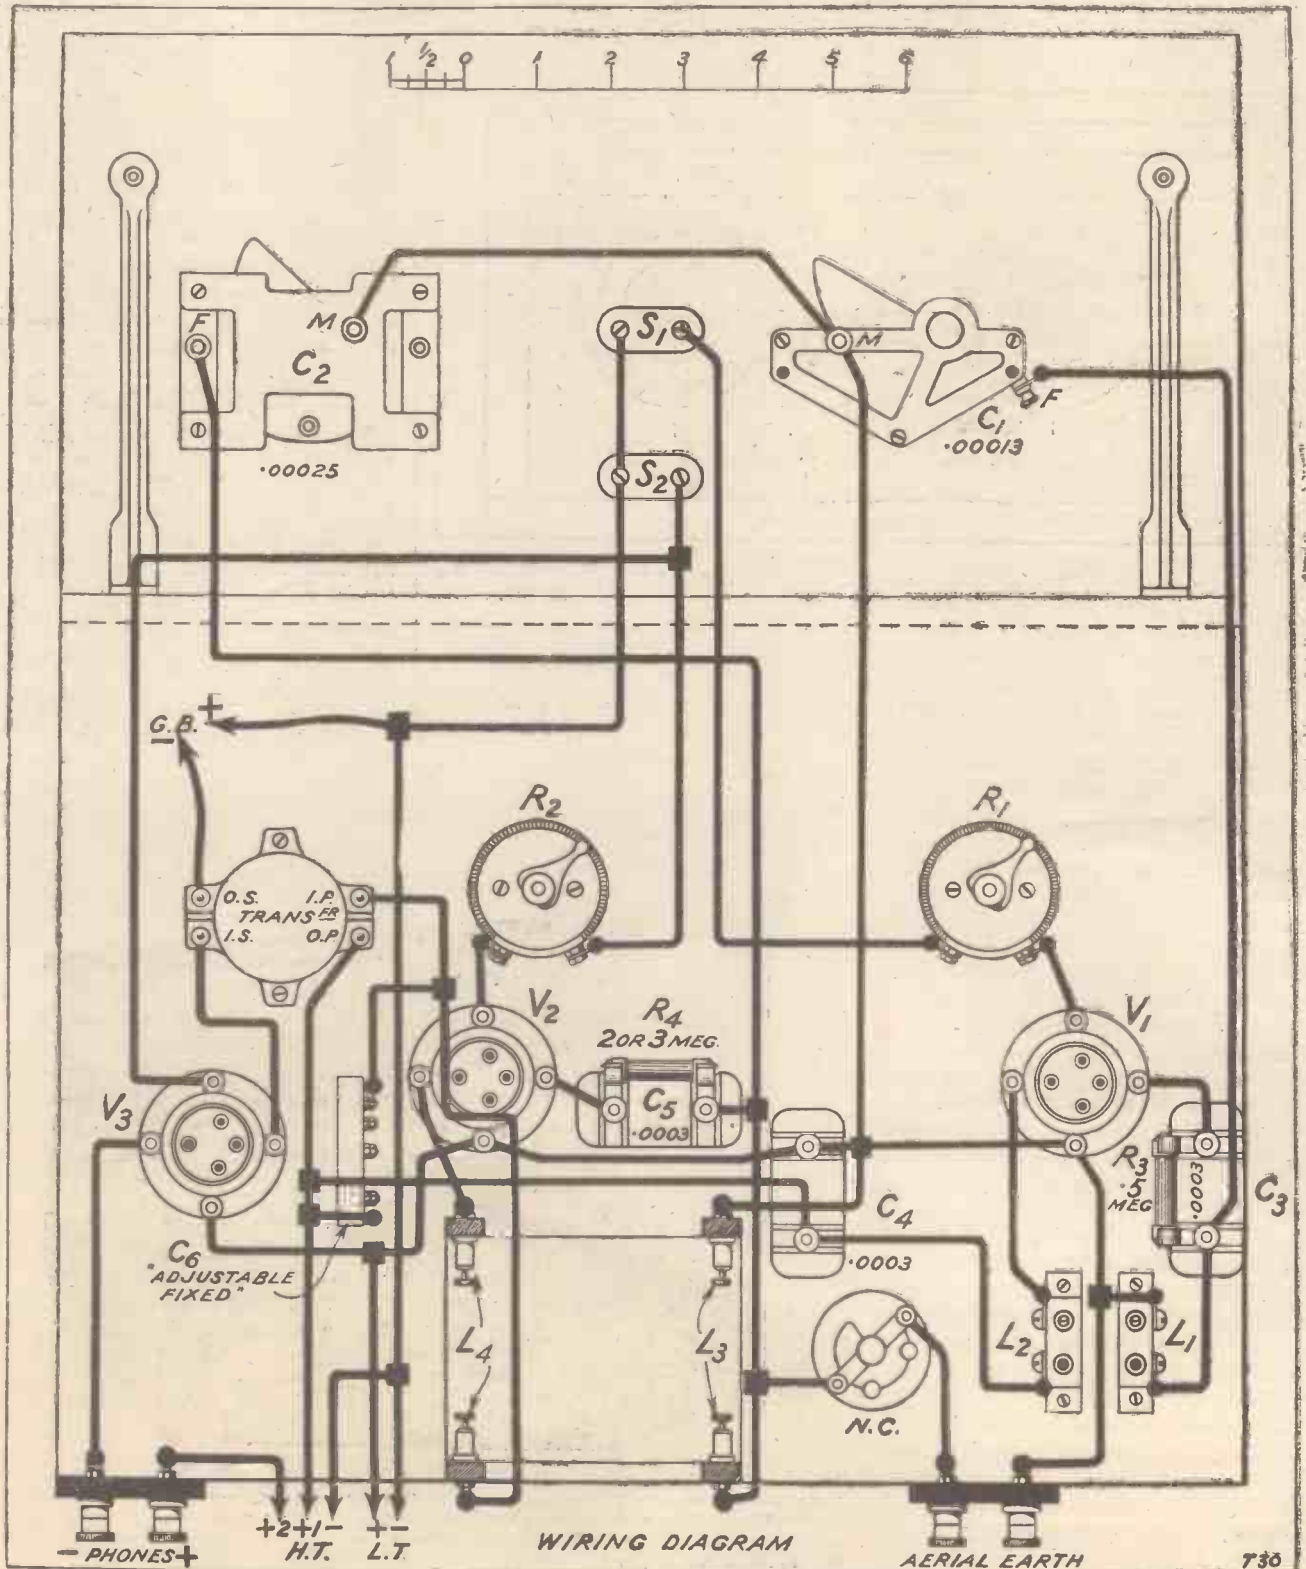 1 1/2 0 1 2 3 4 5 6
F M C2 .00025
S1
M F C1 .00013
S2
G.B. + -
R2
R1
O.S. I.P.
TRANSFR
I.S. O.P.
V2
R4
2 OR 3 MEG.
V1
C5
.0003
V3
R3
.5
MEG
.0003
C3
C4
.0003
C6
"ADJUSTABLE
FIXED"
L4
L3
L2
L1
N.C.
+2 +1 - + -
H.T. L.T.
- PHONES +
WIRING DIAGRAM
AERIAL EARTH
T30